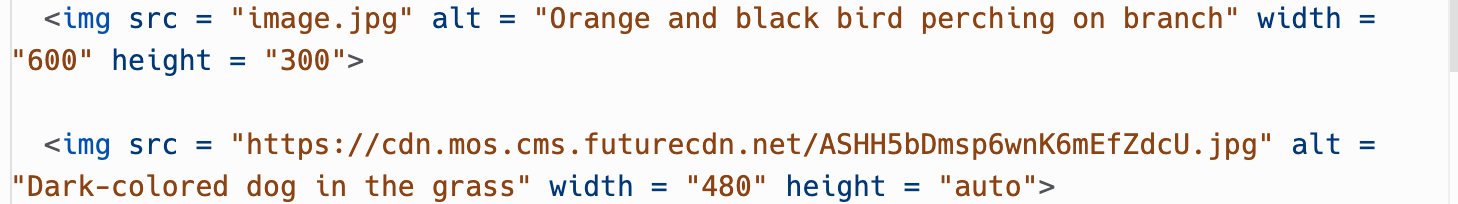 <img src = "image.jpg" alt = "Orange and black bird perching on branch" width =
"600" height = "300">
<img src = "https://cdn.mos.cms.futurecdn.net/ASHH5bDmsp6wnK6mEfZdcU.jpg" alt =
"Dark-colored dog in the grass" width = "480" height = "auto">